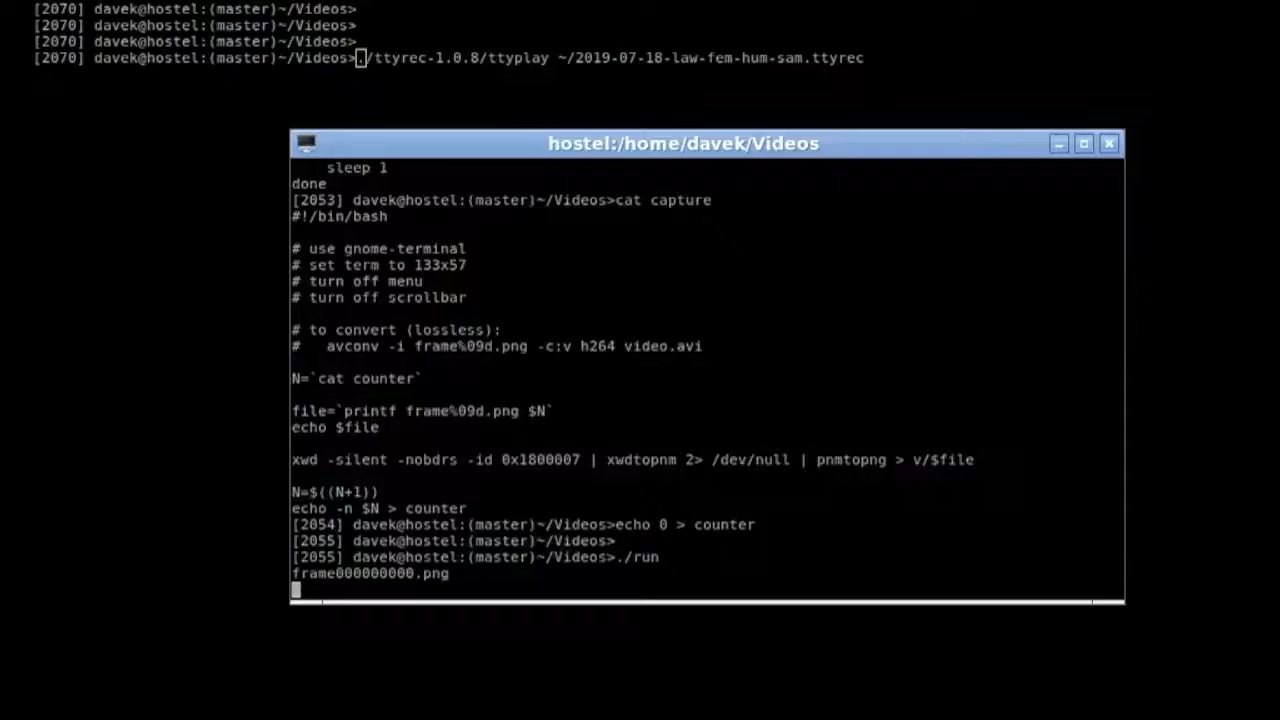 [2070] davek@hostel:(master)~/Videos>
[2070] davek@hostel:(master)~/Videos>
[2070] davek@hostel:(master)~/Videos>
[2070] davek@hostel:(master)~/Videos>./ttyrec-1.0.8/ttyplay ~/2019-07-18-law-fem-hum-sam.ttyrec
hostel:/home/davek/Videos
sleep 1
done
[2053] davek@hostel:(master)~/Videos>cat capture
#!/bin/bash
# use gnome-terminal
# set term to 133x57
# turn off menu
# turn off scrollbar
# to convert (lossless):
#   avconv -i frame%09d.png -c:v h264 video.avi
N=`cat counter`
file=`printf frame%09d.png $N`
echo $file
xwd -silent -nobdrs -id 0x1800007 | xwdtopnm 2> /dev/null | pnmtopng > v/$file
N=$((N+1))
echo -n $N > counter
[2054] davek@hostel:(master)~/Videos>echo 0 > counter
[2055] davek@hostel:(master)~/Videos>
[2055] davek@hostel:(master)~/Videos>./run
frame000000000.png